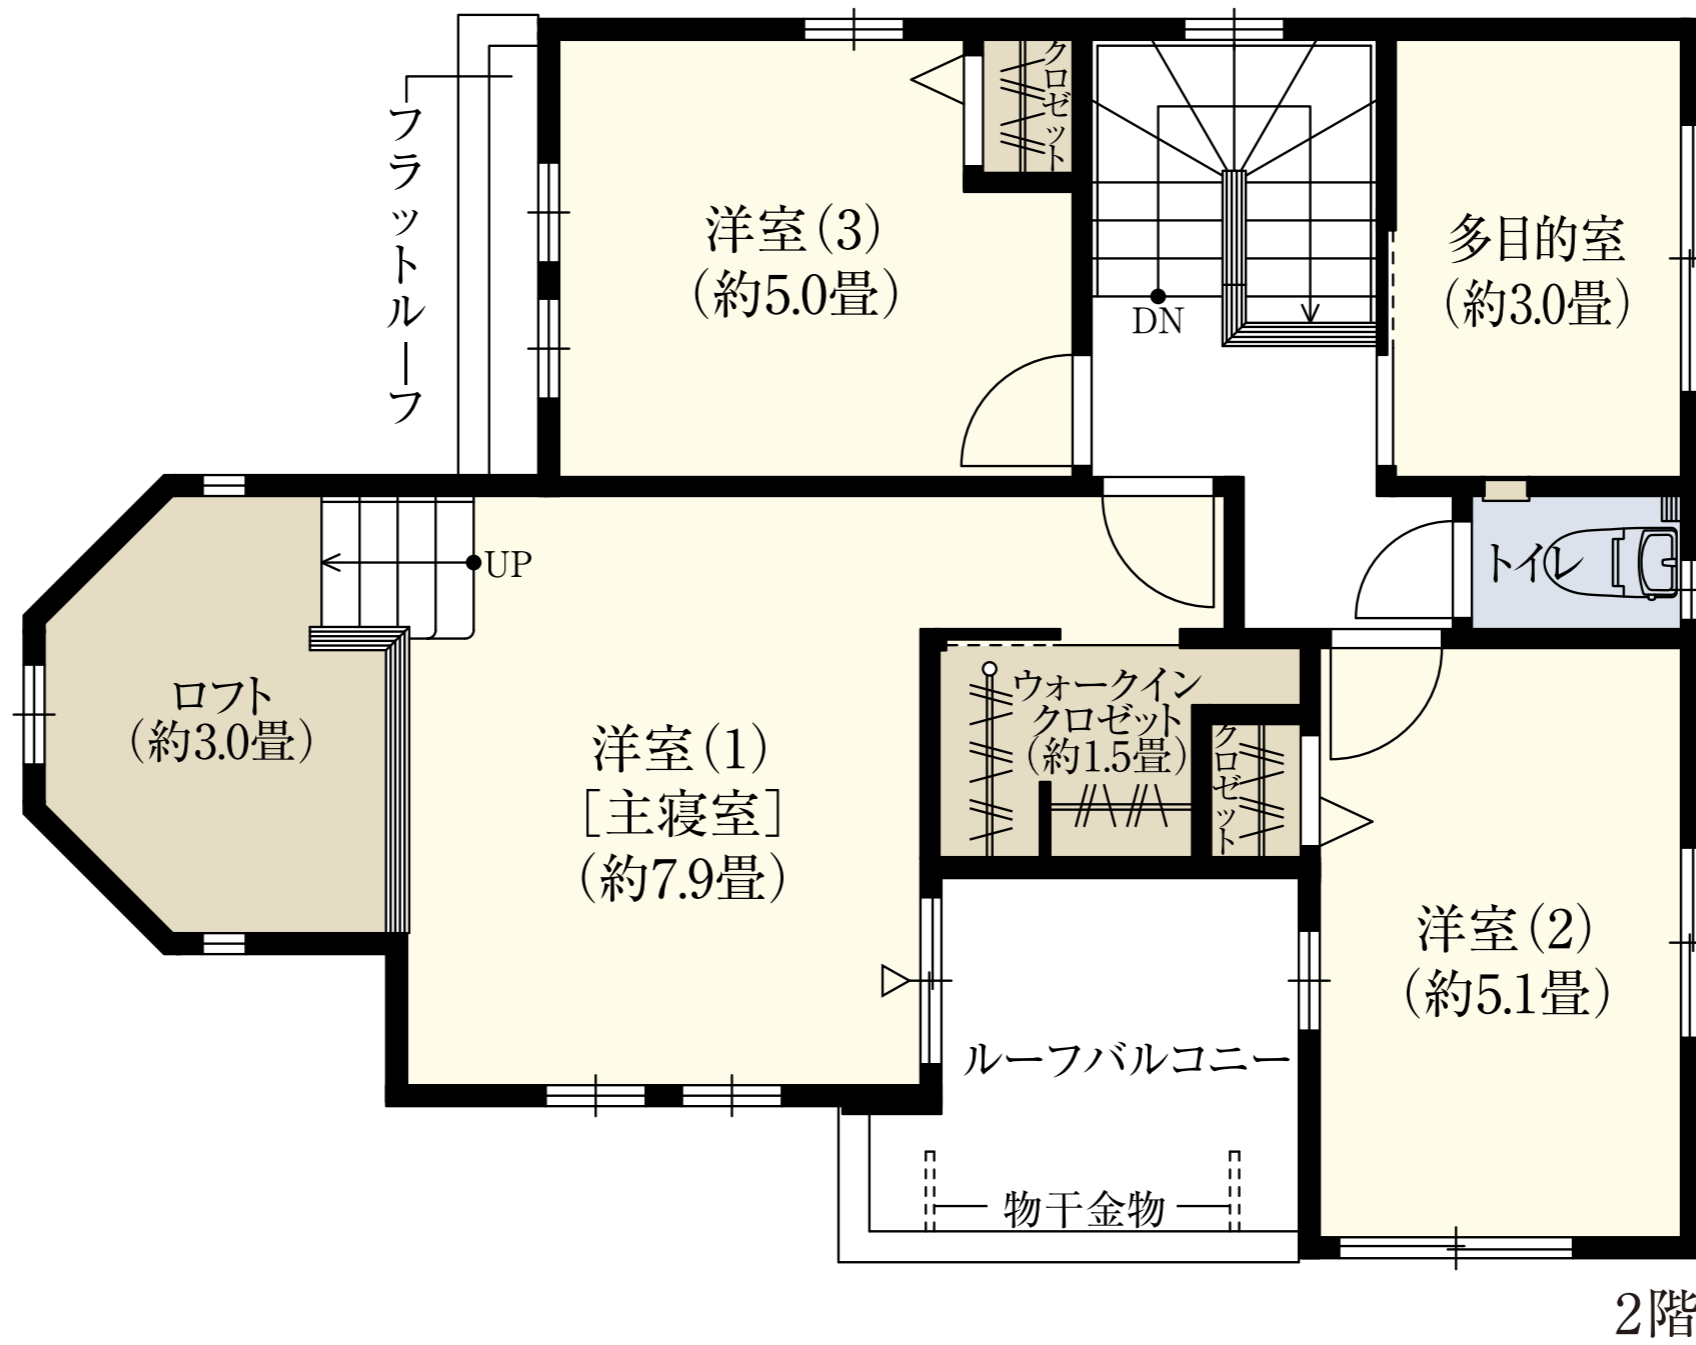 フラットルーフ
洋室(3)
(約5.0畳)
クロゼット
DN
多目的室
(約3.0畳)
UP
トイレ
ロフト
(約3.0畳)
洋室(1)
[主寝室]
(約7.9畳)
ウォークイン
クロゼット
(約1.5畳)
クロゼット
洋室(2)
(約5.1畳)
ルーフバルコニー
物干金物
2階